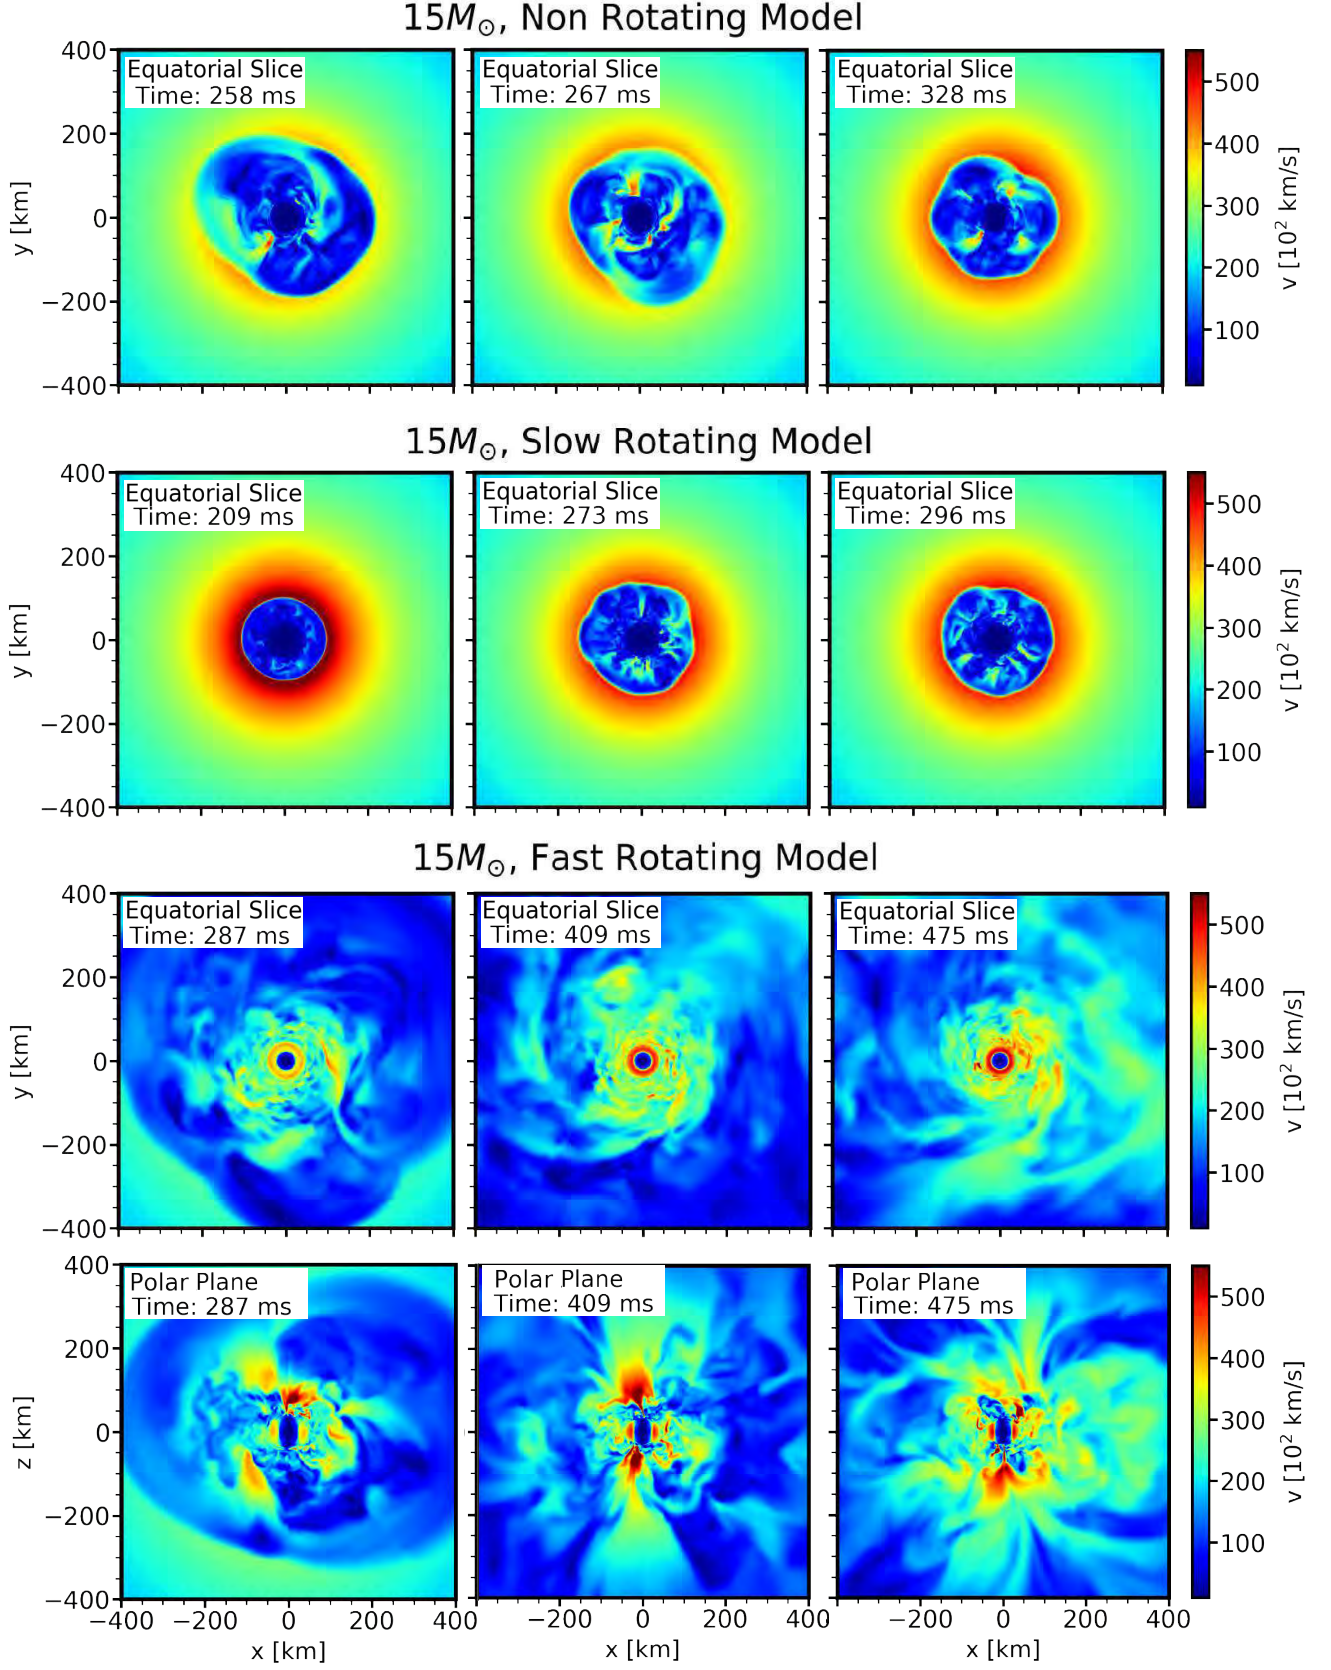 15M⊙, Non Rotating Model
400
200
0
−200
−400
y [km]
Equatorial Slice
Time: 258 ms
Equatorial Slice
Time: 267 ms
Equatorial Slice
Time: 328 ms
500
400
300
200
100
v [10² km/s]
15M⊙, Slow Rotating Model
400
200
0
−200
−400
y [km]
Equatorial Slice
Time: 209 ms
Equatorial Slice
Time: 273 ms
Equatorial Slice
Time: 296 ms
500
400
300
200
100
v [10² km/s]
15M⊙, Fast Rotating Model
400
200
0
−200
−400
y [km]
Equatorial Slice
Time: 287 ms
Equatorial Slice
Time: 409 ms
Equatorial Slice
Time: 475 ms
500
400
300
200
100
v [10² km/s]
400
200
0
−200
−400
z [km]
Polar Plane
Time: 287 ms
Polar Plane
Time: 409 ms
Polar Plane
Time: 475 ms
500
400
300
200
100
v [10² km/s]
−400 −200 0 200 400
x [km]
−200 0 200 400
x [km]
−200 0 200 400
x [km]